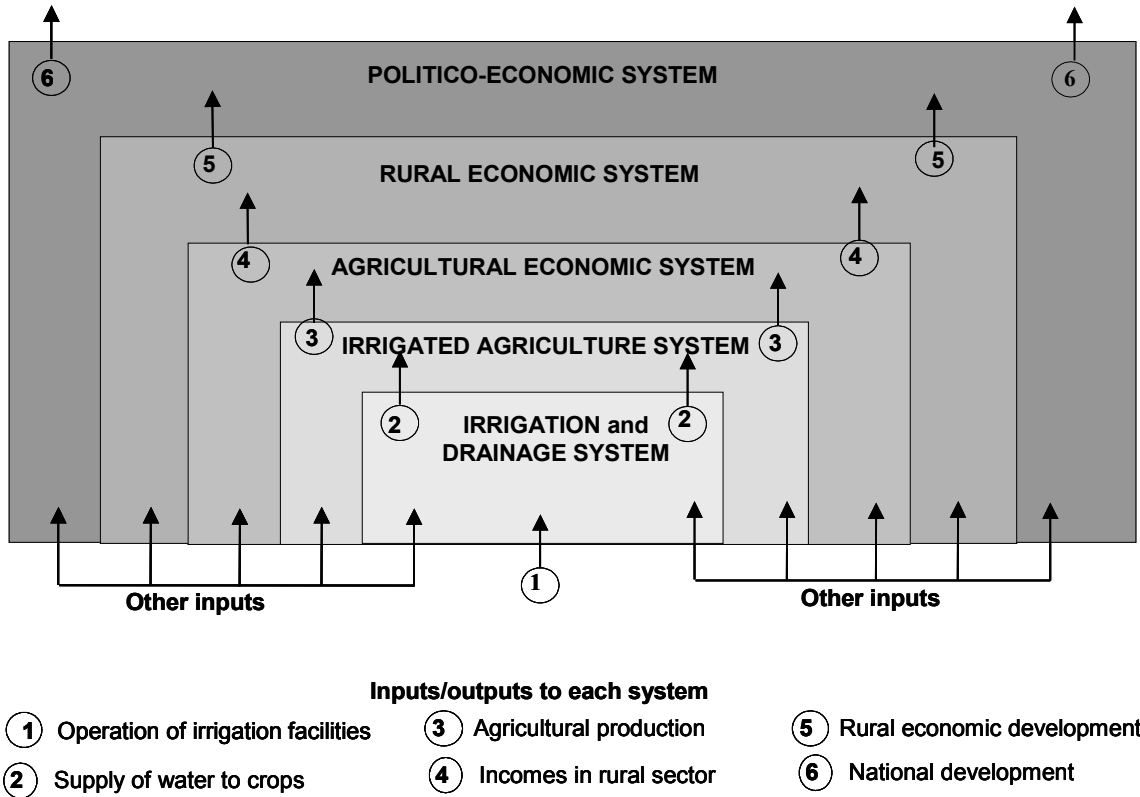 6
POLITICO-ECONOMIC SYSTEM
6
5
RURAL ECONOMIC SYSTEM
5
4
AGRICULTURAL ECONOMIC SYSTEM
4
3
IRRIGATED AGRICULTURE SYSTEM
3
2
IRRIGATION and
DRAINAGE SYSTEM
2
Other inputs
1
Other inputs
Inputs/outputs to each system
1 Operation of irrigation facilities
3 Agricultural production
5 Rural economic development
2 Supply of water to crops
4 Incomes in rural sector
6 National development